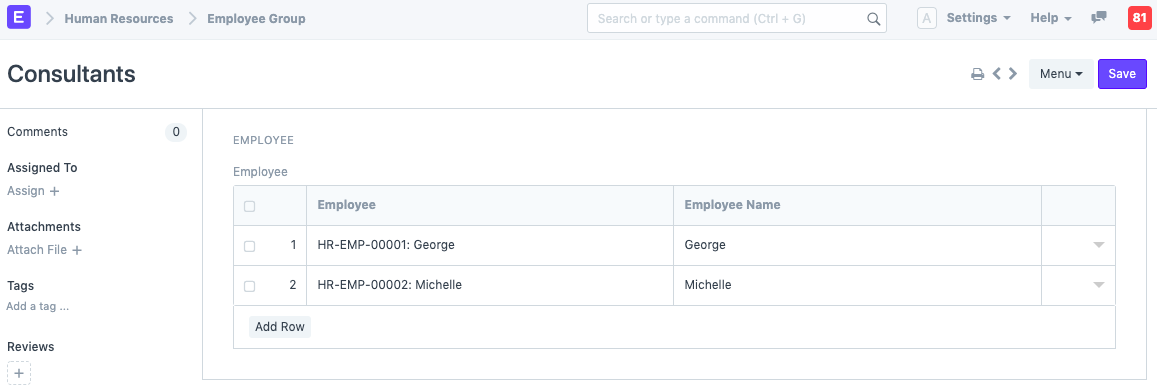 E Human Resources Employee Group Search or type a command (Ctrl + G) A Settings Help 81
Consultants Menu Save
Comments 0
EMPLOYEE
Assigned To
Employee
Assign +
Employee Employee Name
Attachments
1 HR-EMP-00001: George George
Attach File +
Tags
2 HR-EMP-00002: Michelle Michelle
Add a tag ...
Add Row
Reviews
+